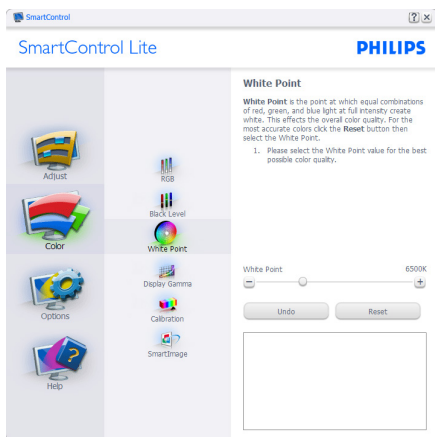 SmartControl
SmartControl Lite
PHILIPS
Adjust
Color
Options
Help
RGB
Black Level
White Point
Display Gamma
Calibration
SmartImage
White Point
White Point is the point at which equal combinations
of red, green, and blue light at full intensity create
white. This effects the overall color quality. For the
most accurate colors click the Reset button then
select the White Point.
1. Please select the White Point value for the best
possible color quality.
White Point 6500K
Undo Reset